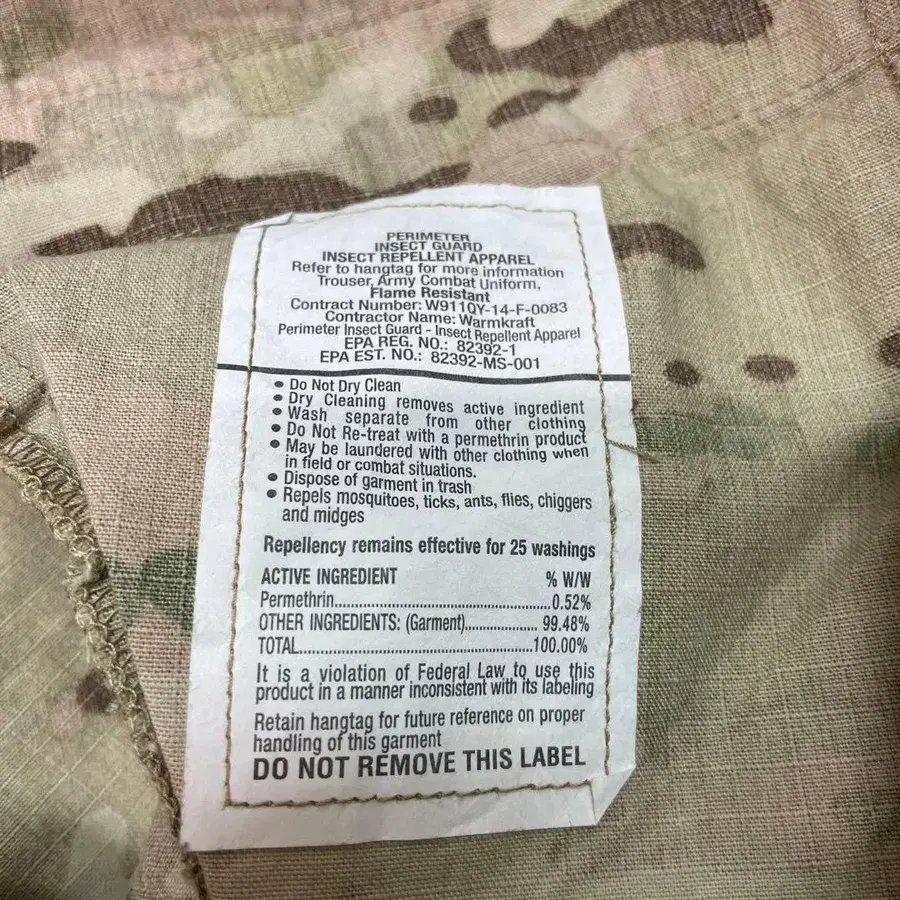 PERIMETER
INSECT GUARD
INSECT REPELLENT APPAREL
Refer to hangtag for more information
Trouser, Army Combat Uniform,
Flame Resistant
Contract Number: W911QY-14-F-0083
Contractor Name: Warmkraft
Perimeter Insect Guard - Insect Repellent Apparel
EPA REG. NO.: 82392-1
EPA EST. NO.: 82392-MS-001
• Do Not Dry Clean
• Dry Cleaning removes active ingredient
• Wash separate from other clothing
• Do Not Re-treat with a permethrin product
• May be laundered with other clothing when
in field or combat situations.
• Dispose of garment in trash
• Repels mosquitoes, ticks, ants, flies, chiggers
and midges
Repellency remains effective for 25 washings
ACTIVE INGREDIENT % W/W
Permethrin....................................................0.52%
OTHER INGREDIENTS: (Garment)................. 99.48%
TOTAL.......................................................100.00%
It is a violation of Federal Law to use this
product in a manner inconsistent with its labeling
Retain hangtag for future reference on proper
handling of this garment
DO NOT REMOVE THIS LABEL